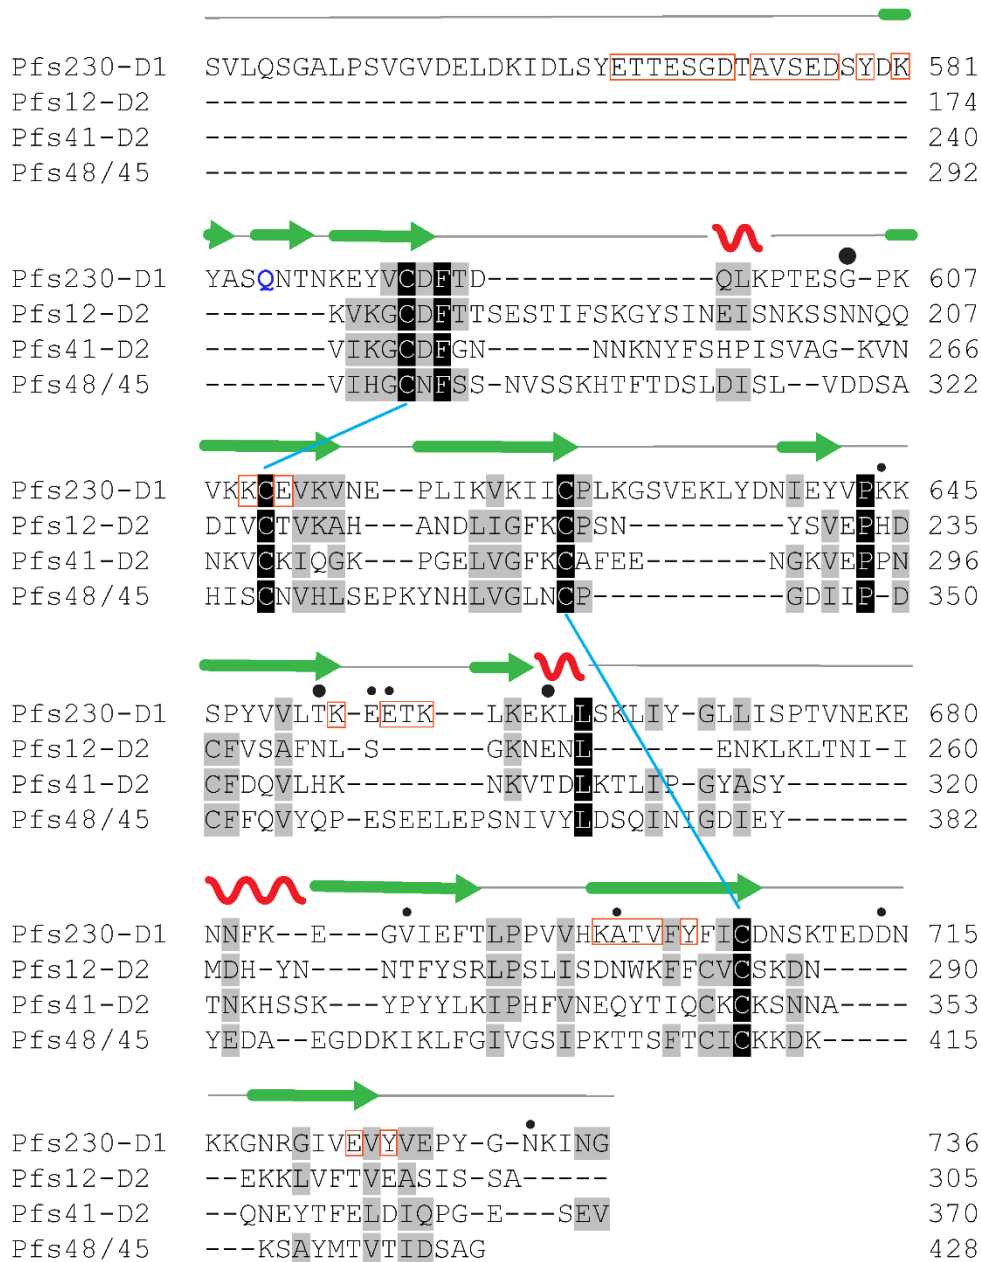 Pfs230-D1 SVLQSGALPSVGVDELDKIDLSYETTESGDTAVSEDSYDK 581
Pfs12-D2 ---------------------------------------- 174
Pfs41-D2 ---------------------------------------- 240
Pfs48/45 ---------------------------------------- 292
Pfs230-D1 YASQNTNKEYVCDFTD-------------QLKPTESG-PK 607
Pfs12-D2 -------KVKGCDFTTSESTIFSKGYSINEISNKSSNNQQ 207
Pfs41-D2 -------VIKGCDFGN------NNKNYFSHPISVAG-KVN 266
Pfs48/45 -------VIHGCNFSS-NVSSKHTFTDSLDISL--VDDSA 322
Pfs230-D1 VKKCEVKVNE--PLIKVKIICPLKGSVEKLYDNIEYVPKK 645
Pfs12-D2 DIVCTVKAH---ANDLIGFKCPSN---------YSVEPHD 235
Pfs41-D2 NKVCKIQGK---PGELVGFKCAFEE-------NGKVEPPN 296
Pfs48/45 HISCNVHLSEPKYNHLVGLNCP-----------GDIIP-D 350
Pfs230-D1 SPYVVLTK-EETK---LKEKLLSKLIY-GLLISPTVNEKE 680
Pfs12-D2 CFVSAFNL-S------GKNENL-------ENKLKLTNI-I 260
Pfs41-D2 CFDQVLHK--------NKVTDLKTLIP-GYASY------- 320
Pfs48/45 CFFQVYQP-ESEELEPSNIVYLDSQINIGDIEY------- 382
Pfs230-D1 NNFK--E---GVIEFTLPPVVHKATVFYFICDNSKTEDDN 715
Pfs12-D2 MDH-YN----NTFYSRLPSLISDNWKFFCVCSKDN----- 290
Pfs41-D2 TNKHSSK---YPYYLKIPHFVNEQYTIQCKCKSNNA---- 353
Pfs48/45 YEDA--EGDDKIKLFGIVGSIPKTTSFTCICKKDK----- 415
Pfs230-D1 KKGNRGIVEVYVEPY-G-NKING 736
Pfs12-D2 --EKKLVFTVEASIS-SA----- 305
Pfs41-D2 --QNEYTFELDIQPG-E---SEV 370
Pfs48/45 ---KSAYMTVTIDSAG 428